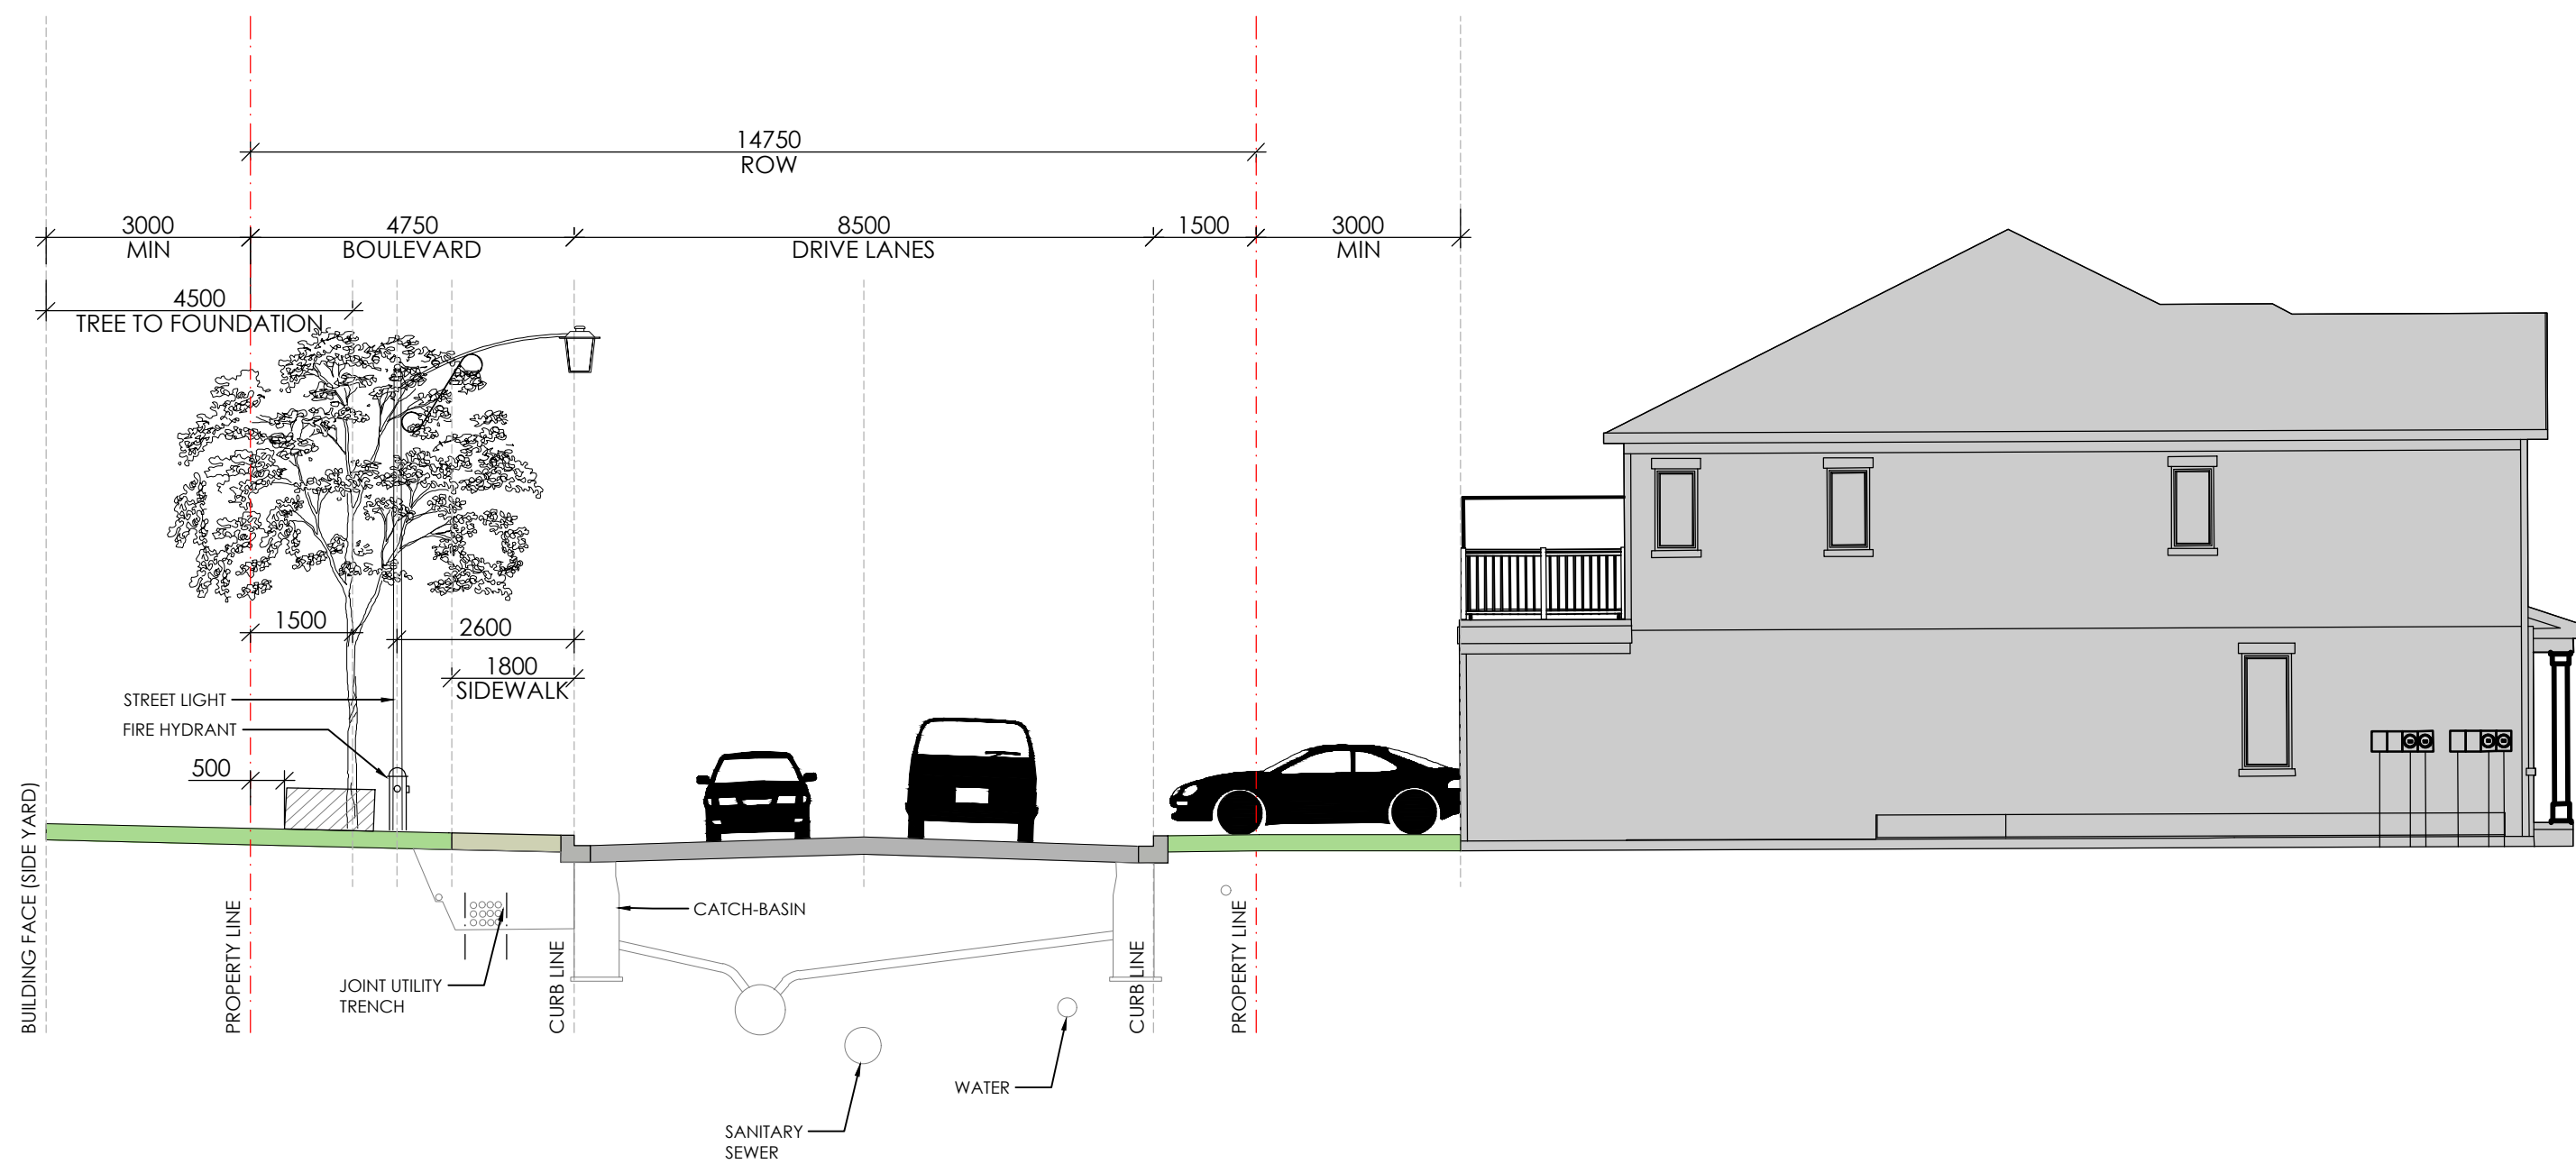 14750
ROW
3000
MIN
4750
BOULEVARD
8500
DRIVE LANES
1500
3000
MIN
4500
TREE TO FOUNDATION
1500
2600
1800
SIDEWALK
STREET LIGHT
FIRE HYDRANT
500
BUILDING FACE (SIDE YARD)
PROPERTY LINE
JOINT UTILITY
TRENCH
CURB LINE
CATCH-BASIN
CURB LINE
PROPERTY LINE
WATER
SANITARY
SEWER